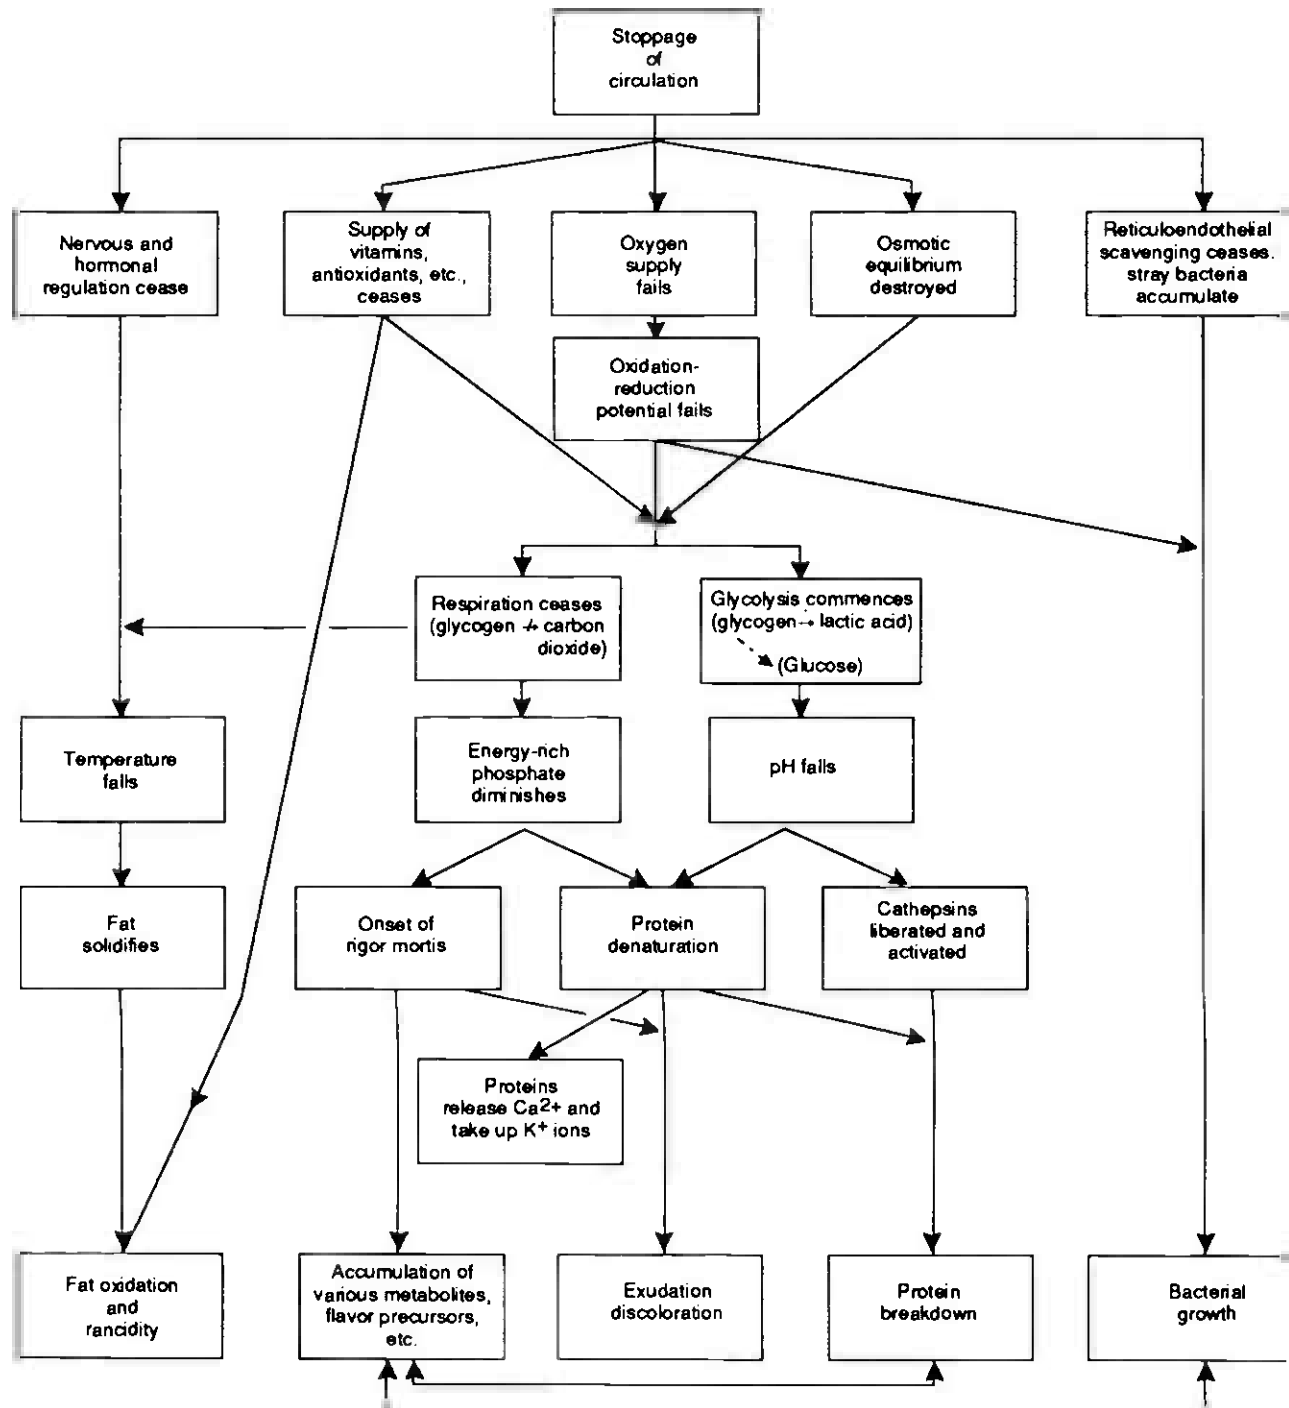 Stoppage
of
circulation
Nervous and
hormonal
regulation cease
Supply of
vitamins,
antioxidants, etc.,
ceases
Oxygen
supply
fails
Osmotic
equilibrium
destroyed
Reticuloendothelial
scavenging ceases.
stray bacteria
accumulate
Oxidation-
reduction
potential fails
Respiration ceases
(glycogen ↛ carbon
dioxide)
Glycolysis commences
(glycogen → lactic acid)
(Glucose)
Temperature
falls
Energy-rich
phosphate
diminishes
pH falls
Fat
solidifies
Onset of
rigor mortis
Protein
denaturation
Cathepsins
liberated and
activated
Proteins
release Ca2+ and
take up K+ ions
Fat oxidation
and
rancidity
Accumulation of
various metabolites,
flavor precursors,
etc.
Exudation
discoloration
Protein
breakdown
Bacterial
growth